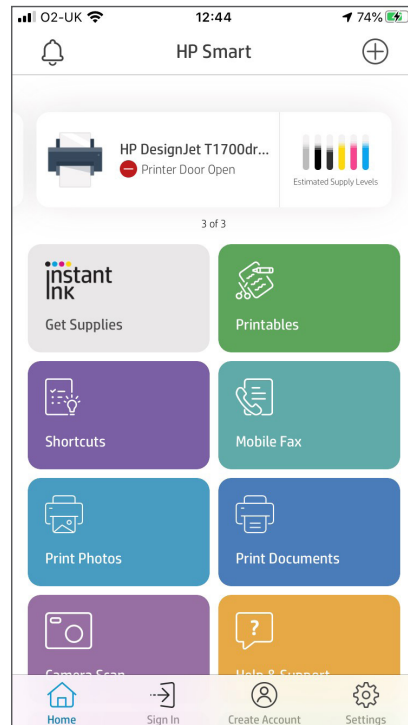 O2-UK 12:44 74%
HP Smart
HP DesignJet T1700dr...
Printer Door Open
Estimated Supply Levels
3 of 3
instant
Ink
Get Supplies
Printables
Shortcuts
Mobile Fax
Print Photos
Print Documents
Camera Scan
Help & Support
?
Home
Sign In
Create Account
Settings